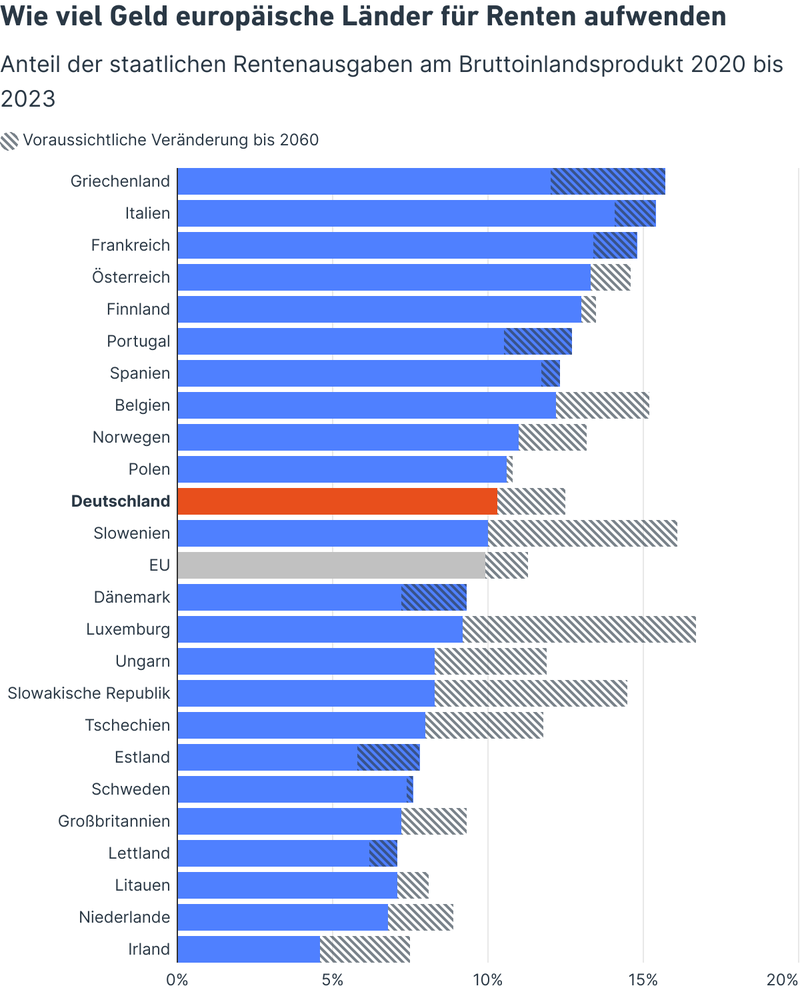 Wie viel Geld europäische Länder für Renten aufwenden
Anteil der staatlichen Rentenausgaben am Bruttoinlandsprodukt 2020 bis
2023
Voraussichtliche Veränderung bis 2060
Griechenland
Italien
Frankreich
Österreich
Finnland
Portugal
Spanien
Belgien
Norwegen
Polen
Deutschland
Slowenien
EU
Dänemark
Luxemburg
Ungarn
Slowakische Republik
Tschechien
Estland
Schweden
Großbritannien
Lettland
Litauen
Niederlande
Irland
0% 5% 10% 15% 20%